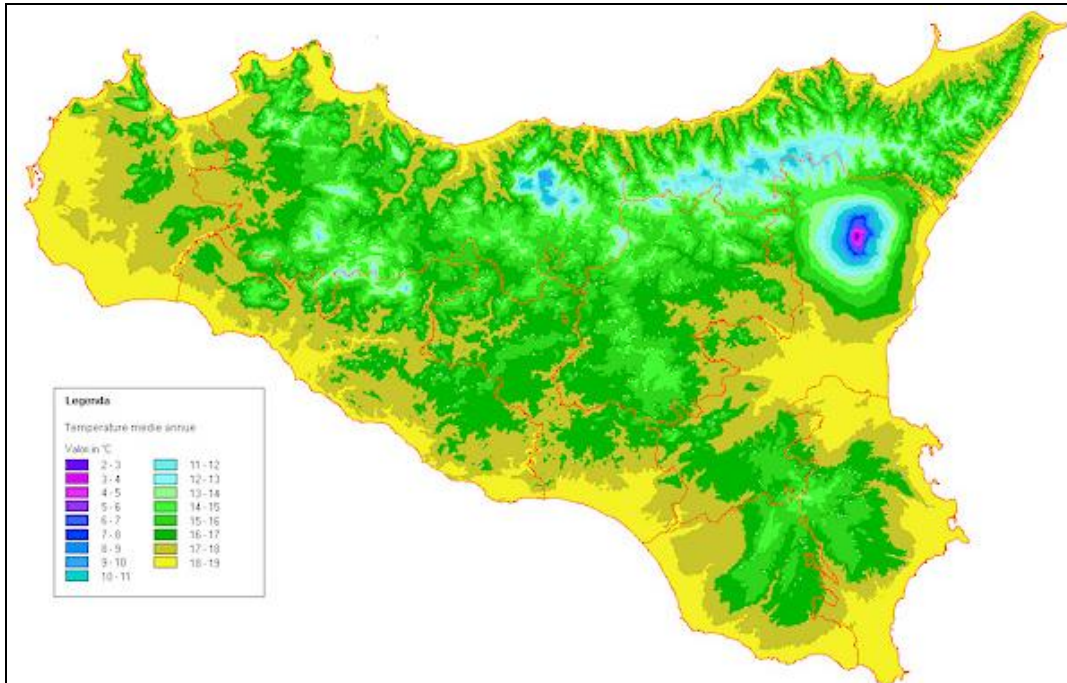 Legenda
Temperature medie annue
Valori in °C
2 - 3
3 - 4
4 - 5
5 - 6
6 - 7
7 - 8
8 - 9
9 - 10
10 - 11
11 - 12
12 - 13
13 - 14
14 - 15
15 - 16
16 - 17
17 - 18
18 - 19